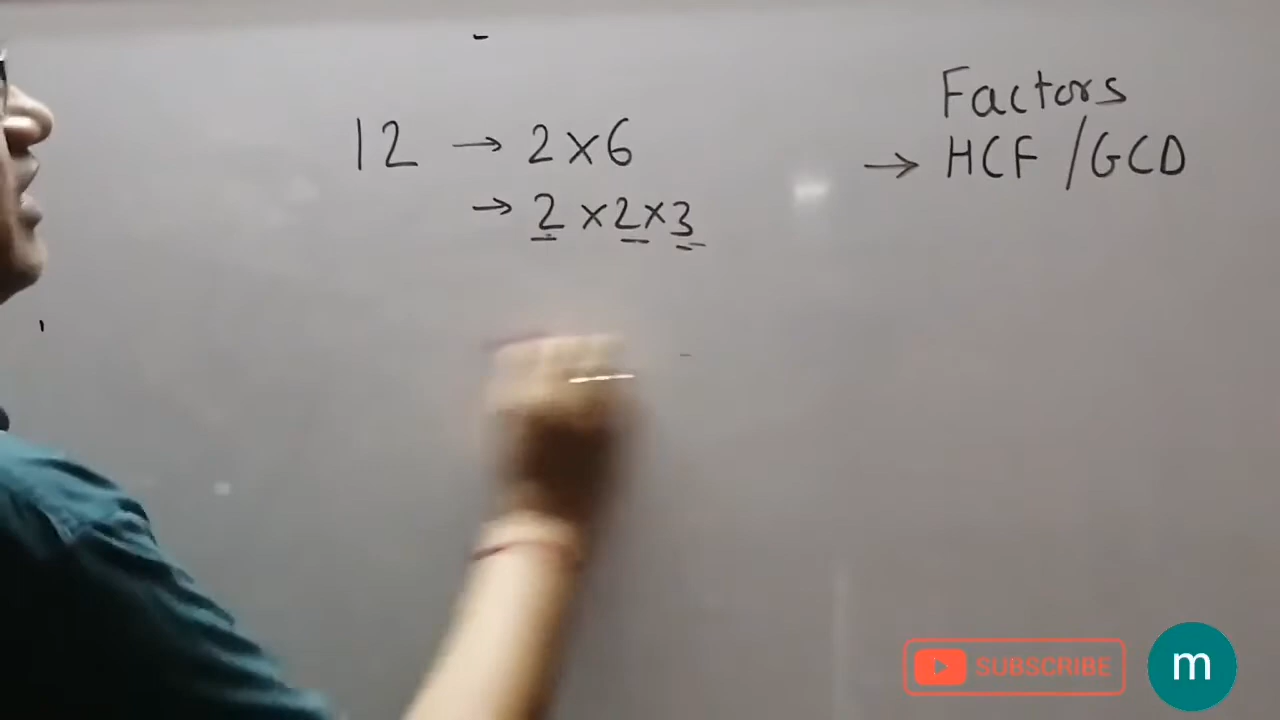 12 → 2×6
→ 2×2×3
Factors
→ HCF /GCD
SUBSCRIBE
m